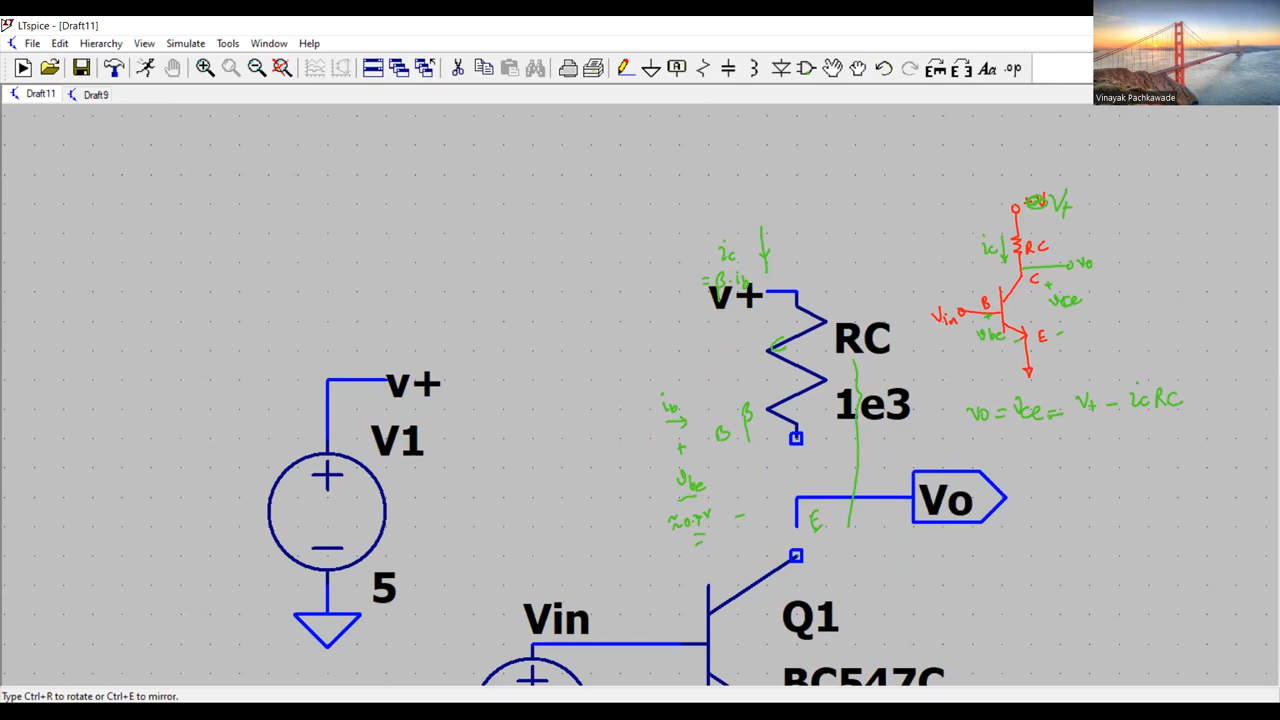 LTspice - [Draft11]
File Edit Hierarchy View Simulate Tools Window Help
Aa .op
Draft11 Draft9
Vinayak Pachkawade
V+
ic
RC
vo
C
+
vce
-
Vin
B
+
vbe
-
E
vo = vce = V+ - ic RC
ic
= β·ib
v+
C
RC
1e3
ib
B
β
+
vbe
≈0.7V
-
E
v+
V1
5
Vo
Vin
Q1
BC547C
Type Ctrl+R to rotate or Ctrl+E to mirror.